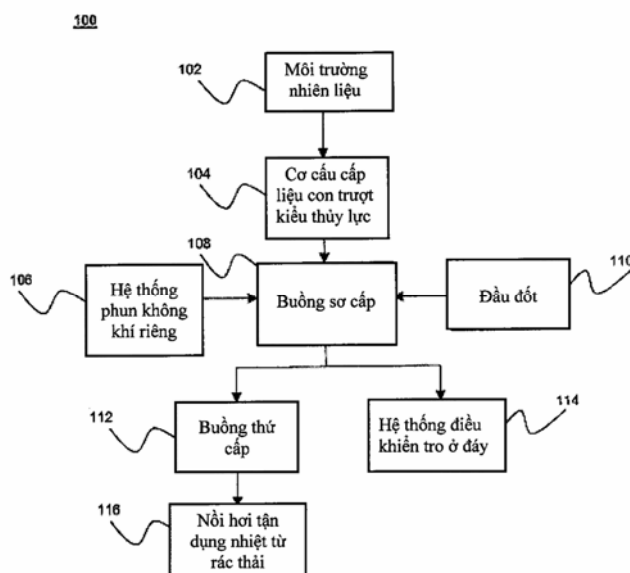 100
102
Môi trường
nhiên liệu
104
Cơ cấu cấp
liệu con trượt
kiểu thủy lực
108
106
Hệ thống
phun không
khí riêng
Buồng sơ cấp
Đầu đốt
110
112
Buồng thứ
cấp
Hệ thống điều
khiển tro ở đáy
114
116
Nồi hơi tận
dụng nhiệt từ
rác thải